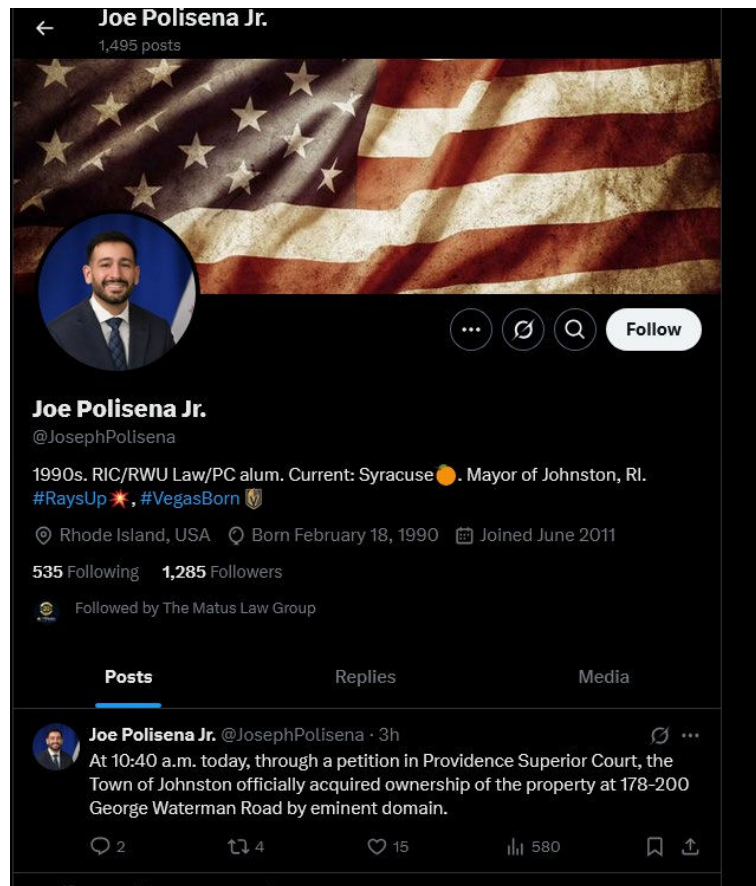 Joe Polisena Jr.
1,495 posts
Follow
Joe Polisena Jr.
@JosephPolisena
1990s. RIC/RWU Law/PC alum. Current: Syracuse🍊. Mayor of Johnston, RI.
#RaysUp💥, #VegasBorn
Rhode Island, USA Born February 18, 1990 Joined June 2011
535 Following 1,285 Followers
Followed by The Matus Law Group
Posts Replies Media
Joe Polisena Jr. @JosephPolisena · 3h
At 10:40 a.m. today, through a petition in Providence Superior Court, the
Town of Johnston officially acquired ownership of the property at 178-200
George Waterman Road by eminent domain.
2 4 15 580